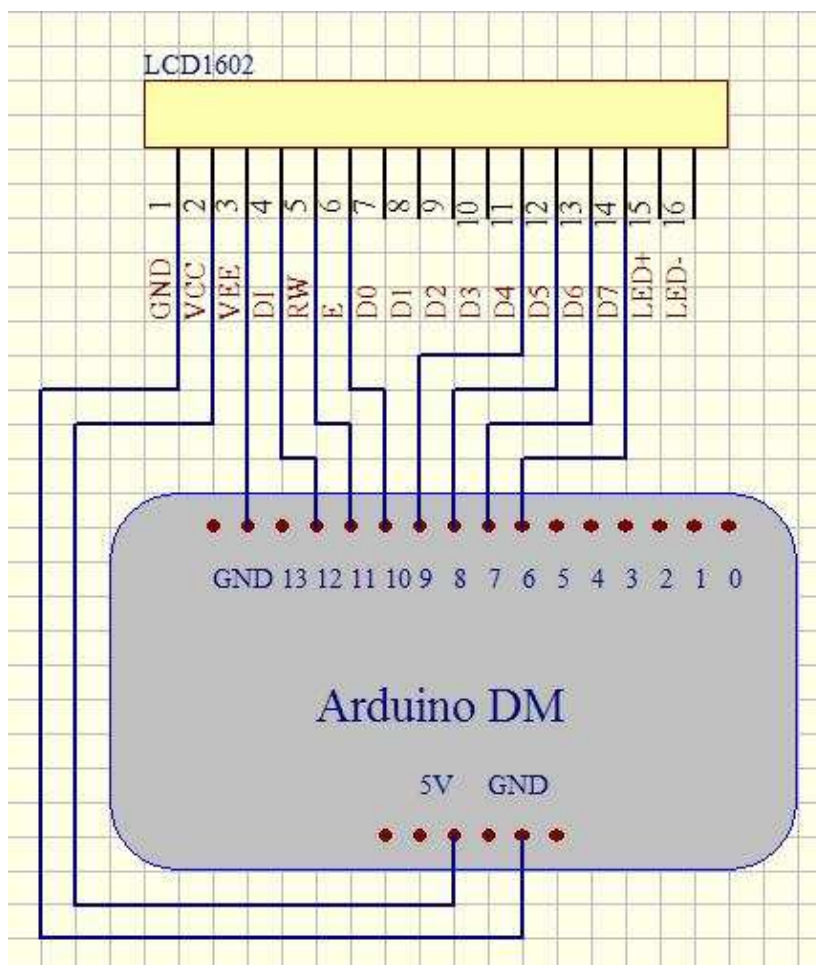 LCD1602
1 2 3 4 5 6 7 8 9 10 11 12 13 14 15 16
GND VCC VEE DI RW E D0 D1 D2 D3 D4 D5 D6 D7 LED+ LED-
GND 13 12 11 10 9 8 7 6 5 4 3 2 1 0
Arduino DM
5V GND